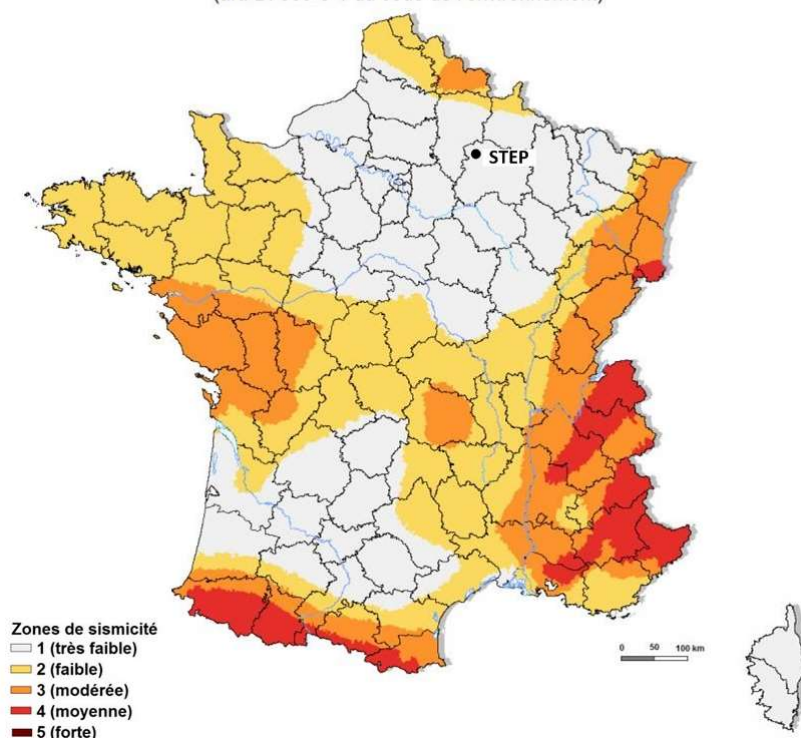 STEP
Zones de sismicité
1 (très faible)
2 (faible)
3 (modérée)
4 (moyenne)
5 (forte)
0 50 100 km